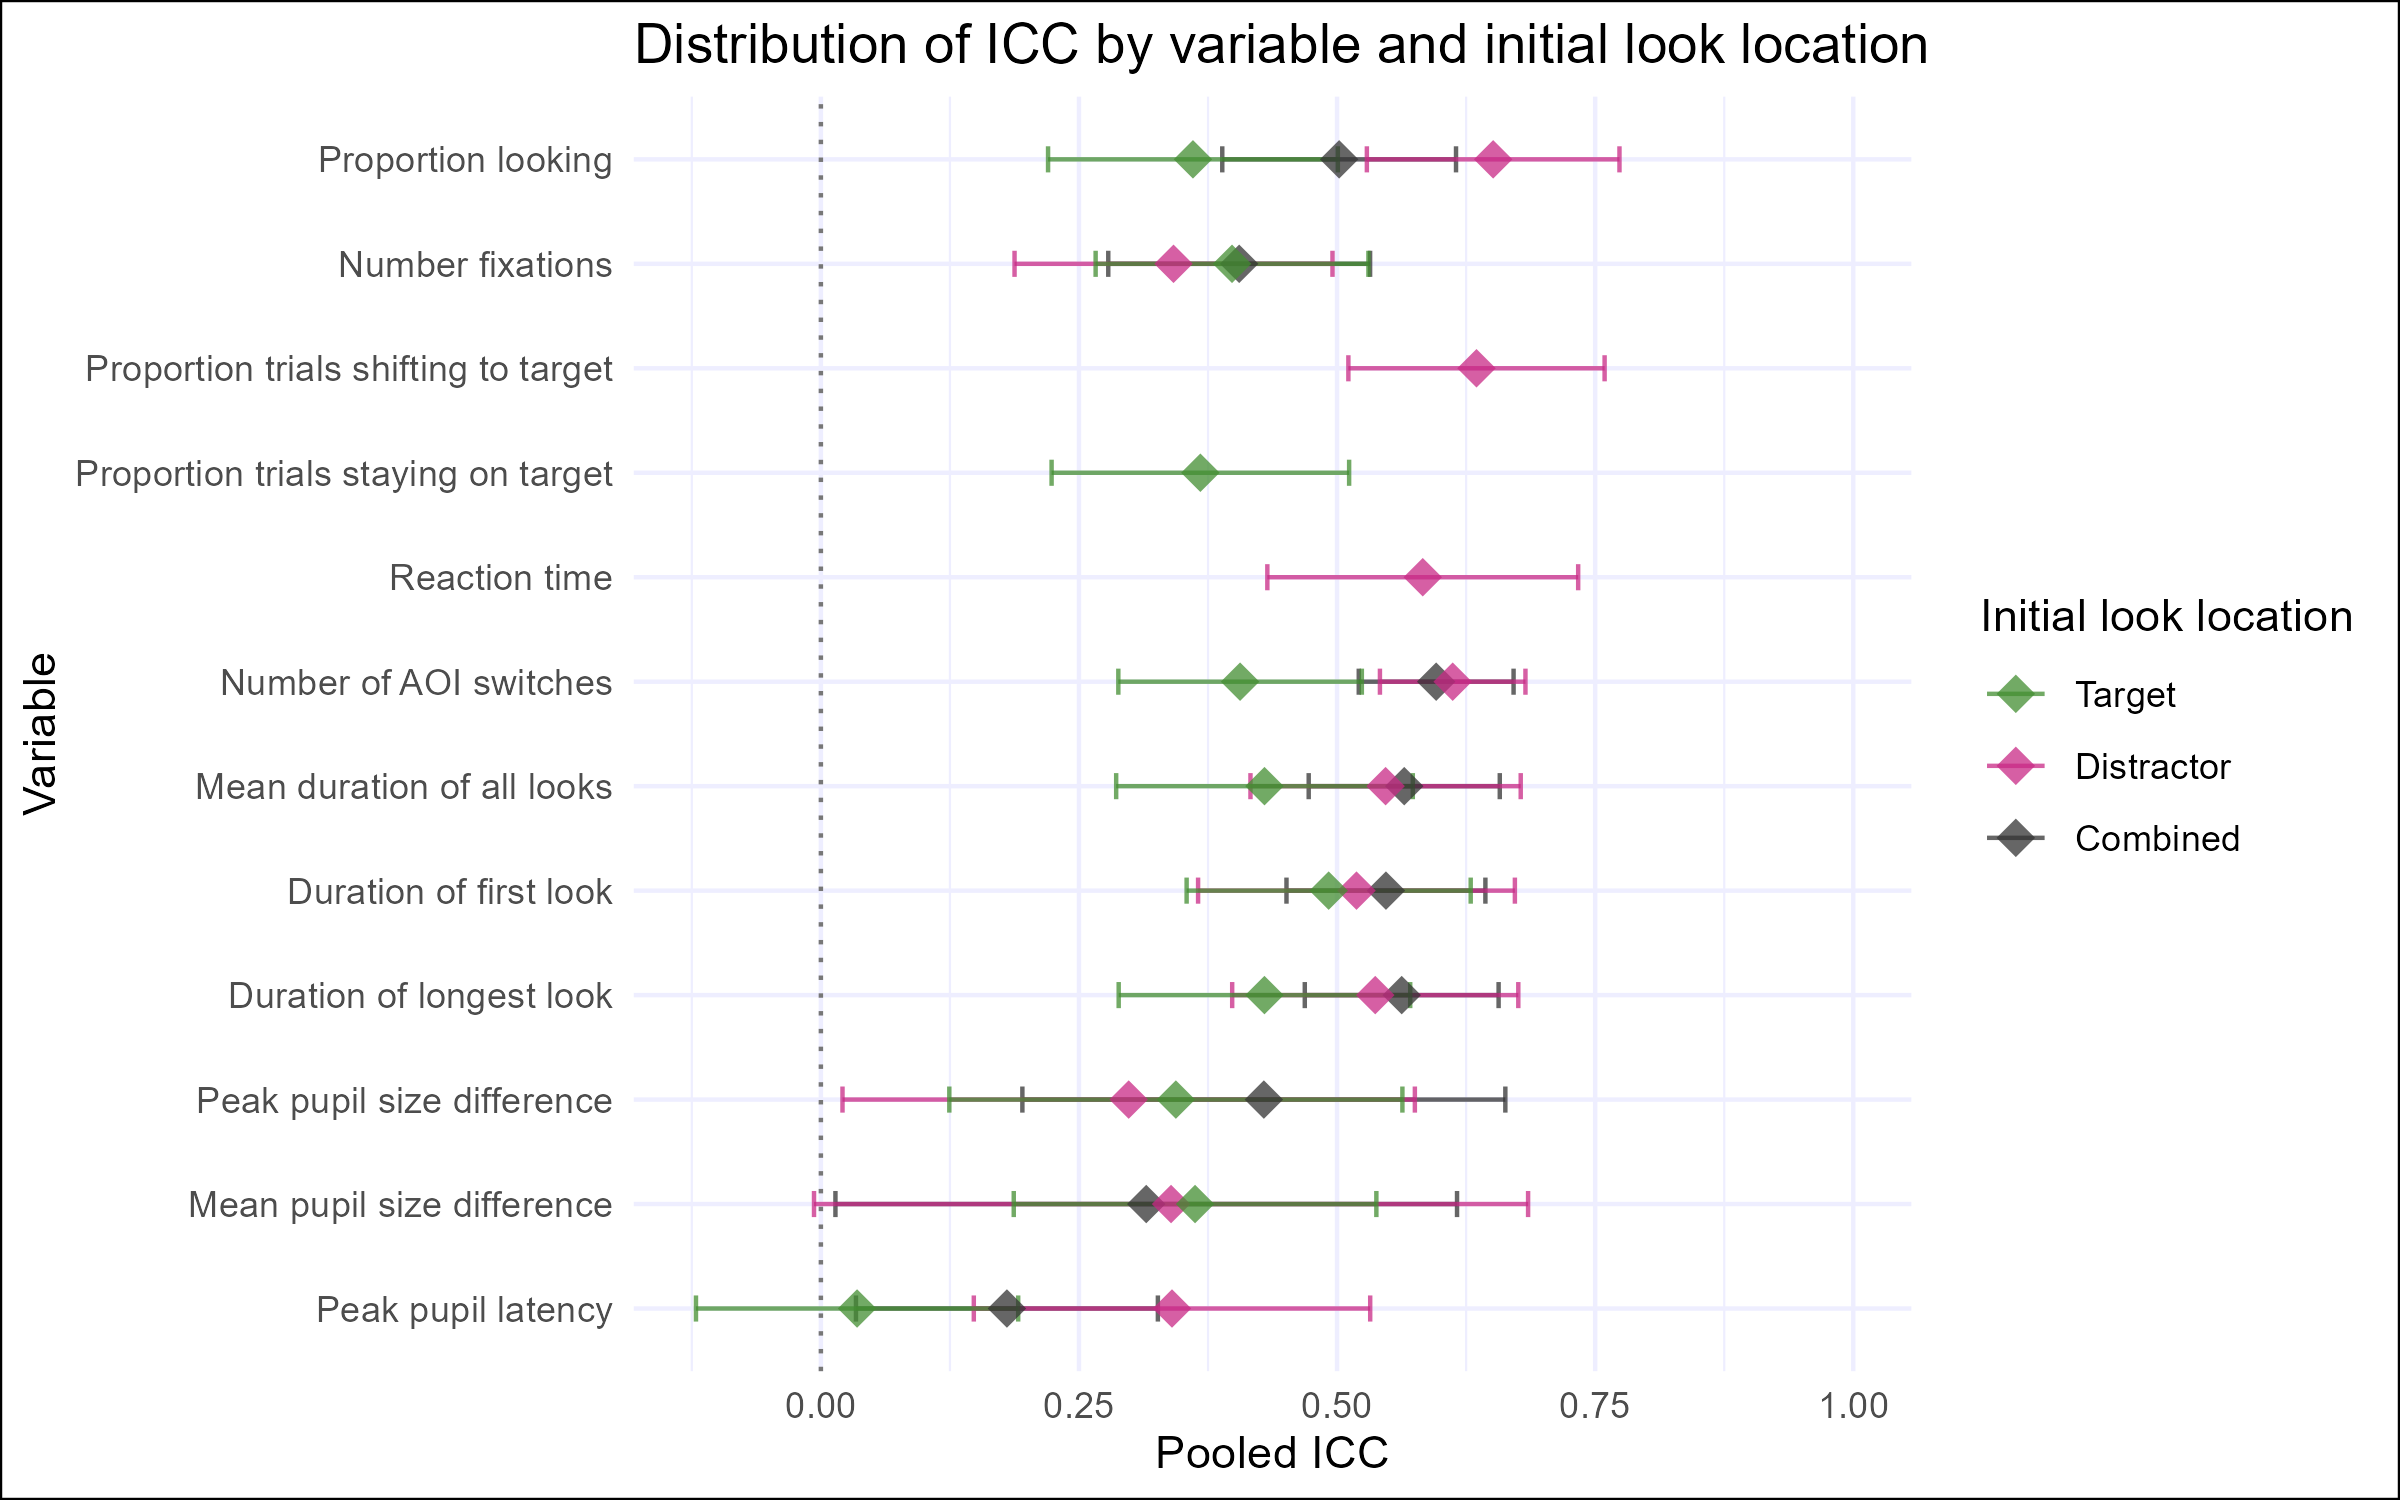 Distribution of ICC by variable and initial look location
Variable
Proportion looking
Number fixations
Proportion trials shifting to target
Proportion trials staying on target
Reaction time
Number of AOI switches
Mean duration of all looks
Duration of first look
Duration of longest look
Peak pupil size difference
Mean pupil size difference
Peak pupil latency
0.00 0.25 0.50 0.75 1.00
Pooled ICC
Initial look location
Target
Distractor
Combined